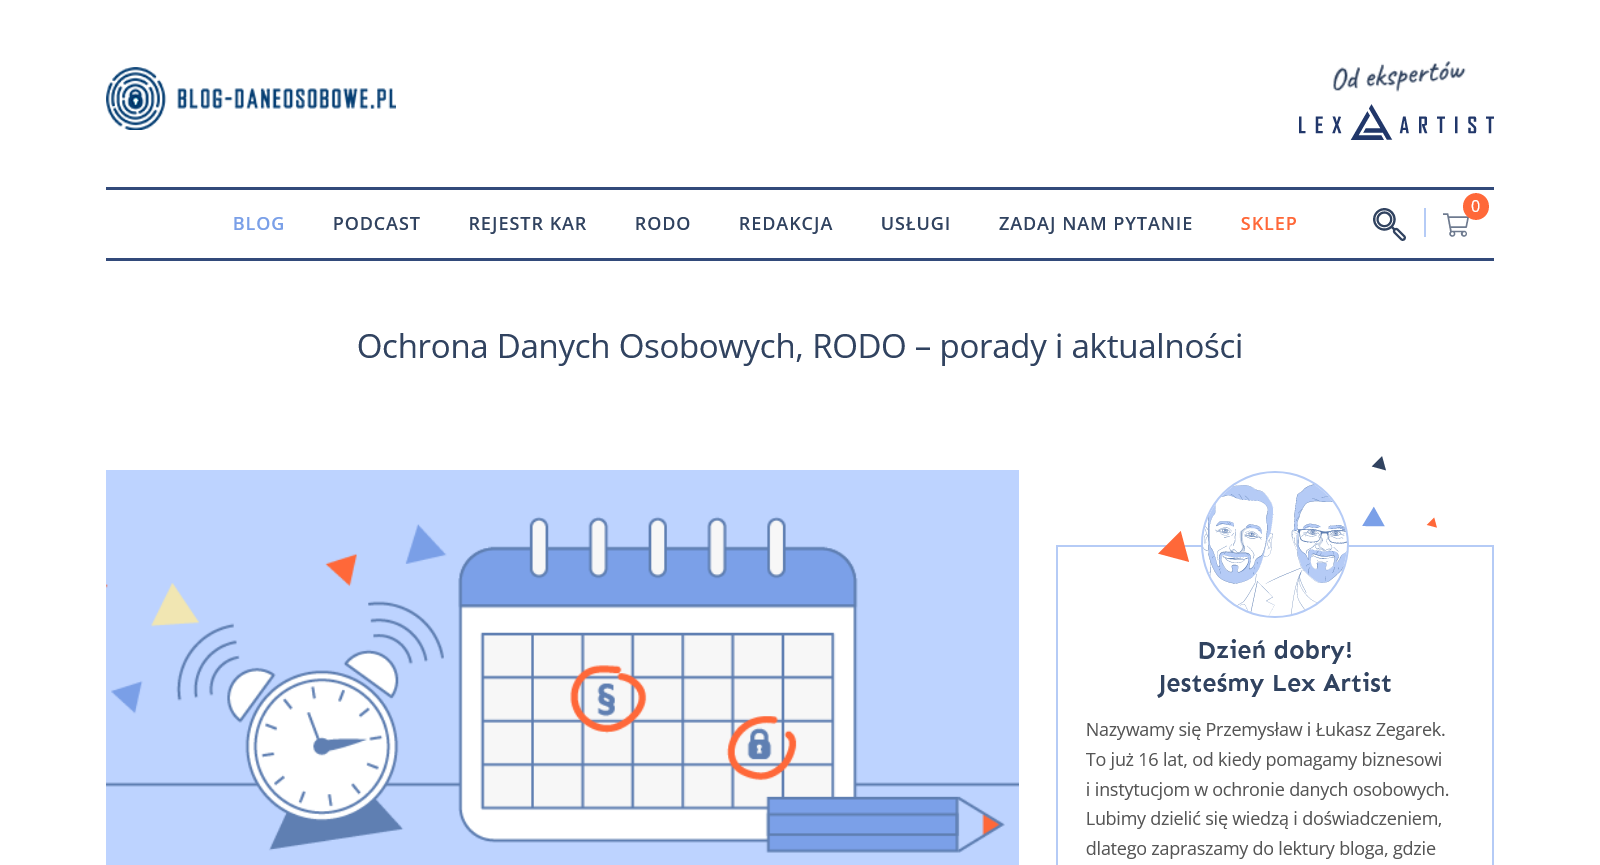 BLOG-DANEOSOBOWE.PL
Od ekspertów
LEX ARTIST
BLOG PODCAST REJESTR KAR RODO REDAKCJA USŁUGI ZADAJ NAM PYTANIE SKLEP 0
Ochrona Danych Osobowych, RODO – porady i aktualności
§
Dzień dobry!
Jesteśmy Lex Artist
Nazywamy się Przemysław i Łukasz Zegarek.
To już 16 lat, od kiedy pomagamy biznesowi
i instytucjom w ochronie danych osobowych.
Lubimy dzielić się wiedzą i doświadczeniem,
dlatego zapraszamy do lektury bloga, gdzie